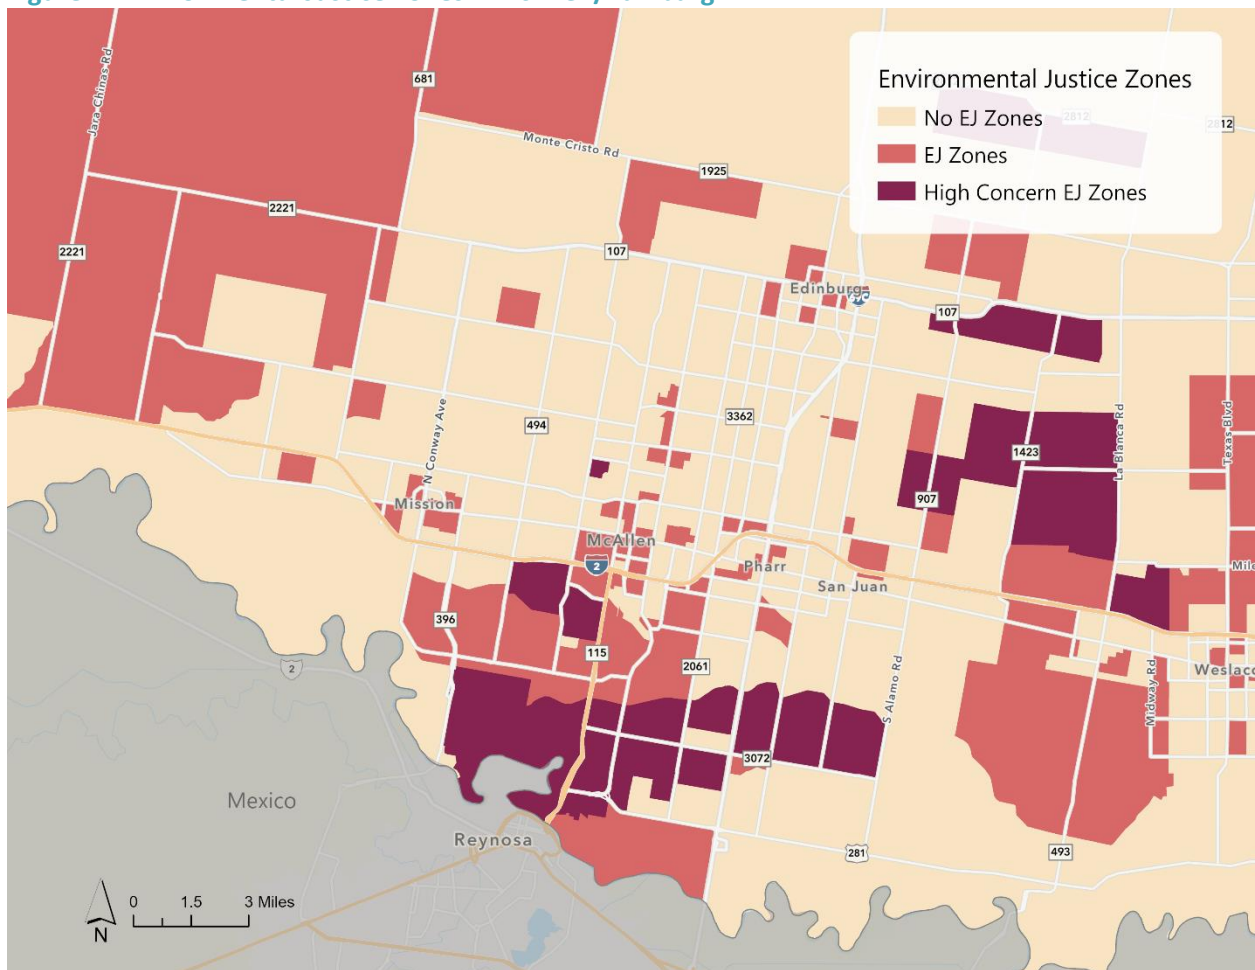 Jara Chinas Rd
681
Monte Cristo Rd
1925
2812
2812
Environmental Justice Zones
No EJ Zones
EJ Zones
High Concern EJ Zones
2221
2221
107
Edinburg
107
N Conway Ave
494
3362
1423
La Blanca Rd
Texas Blvd
907
Mission
McAllen
2
Pharr
San Juan
396
115
2061
S Alamo Rd
Midway Rd
Weslaco
2
3072
Mexico
Reynosa
281
493
0 1.5 3 Miles
N